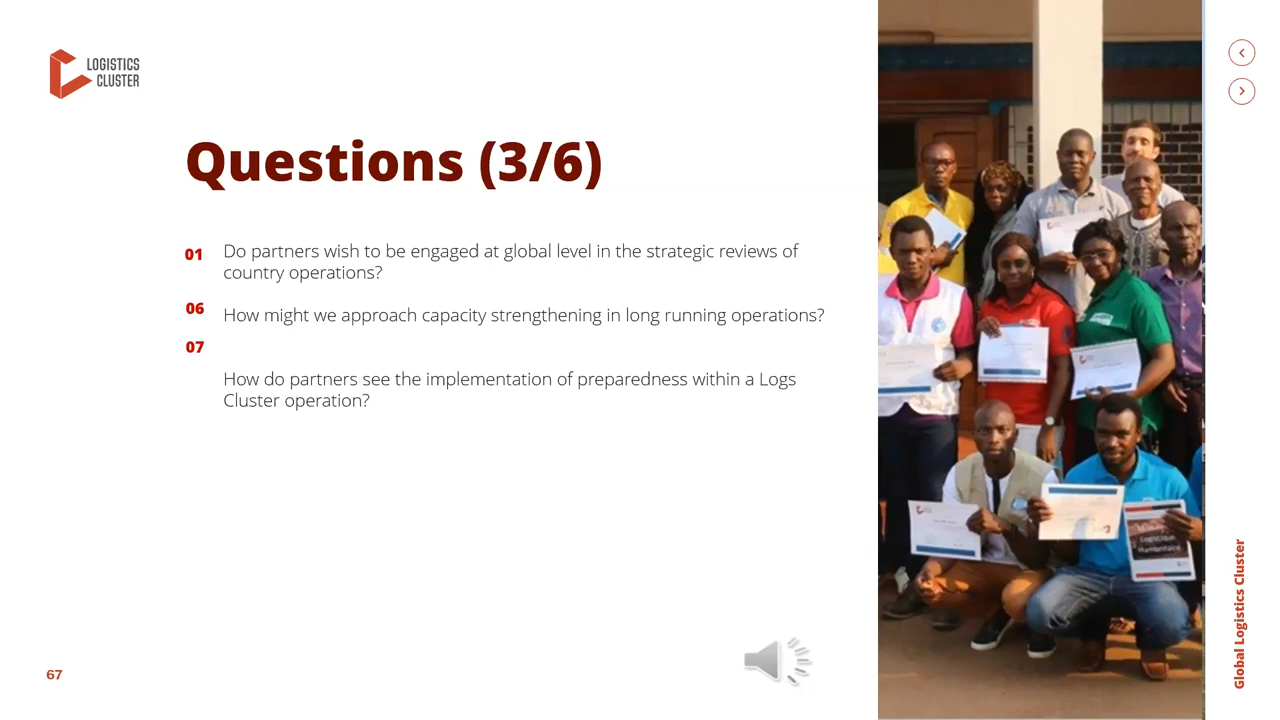 LOGISTICS
CLUSTER
Questions (3/6)
01 Do partners wish to be engaged at global level in the strategic reviews of
country operations?
06 How might we approach capacity strengthening in long running operations?
07
How do partners see the implementation of preparedness within a Logs
Cluster operation?
Logistique
Humanitaire
67
Global Logistics Cluster